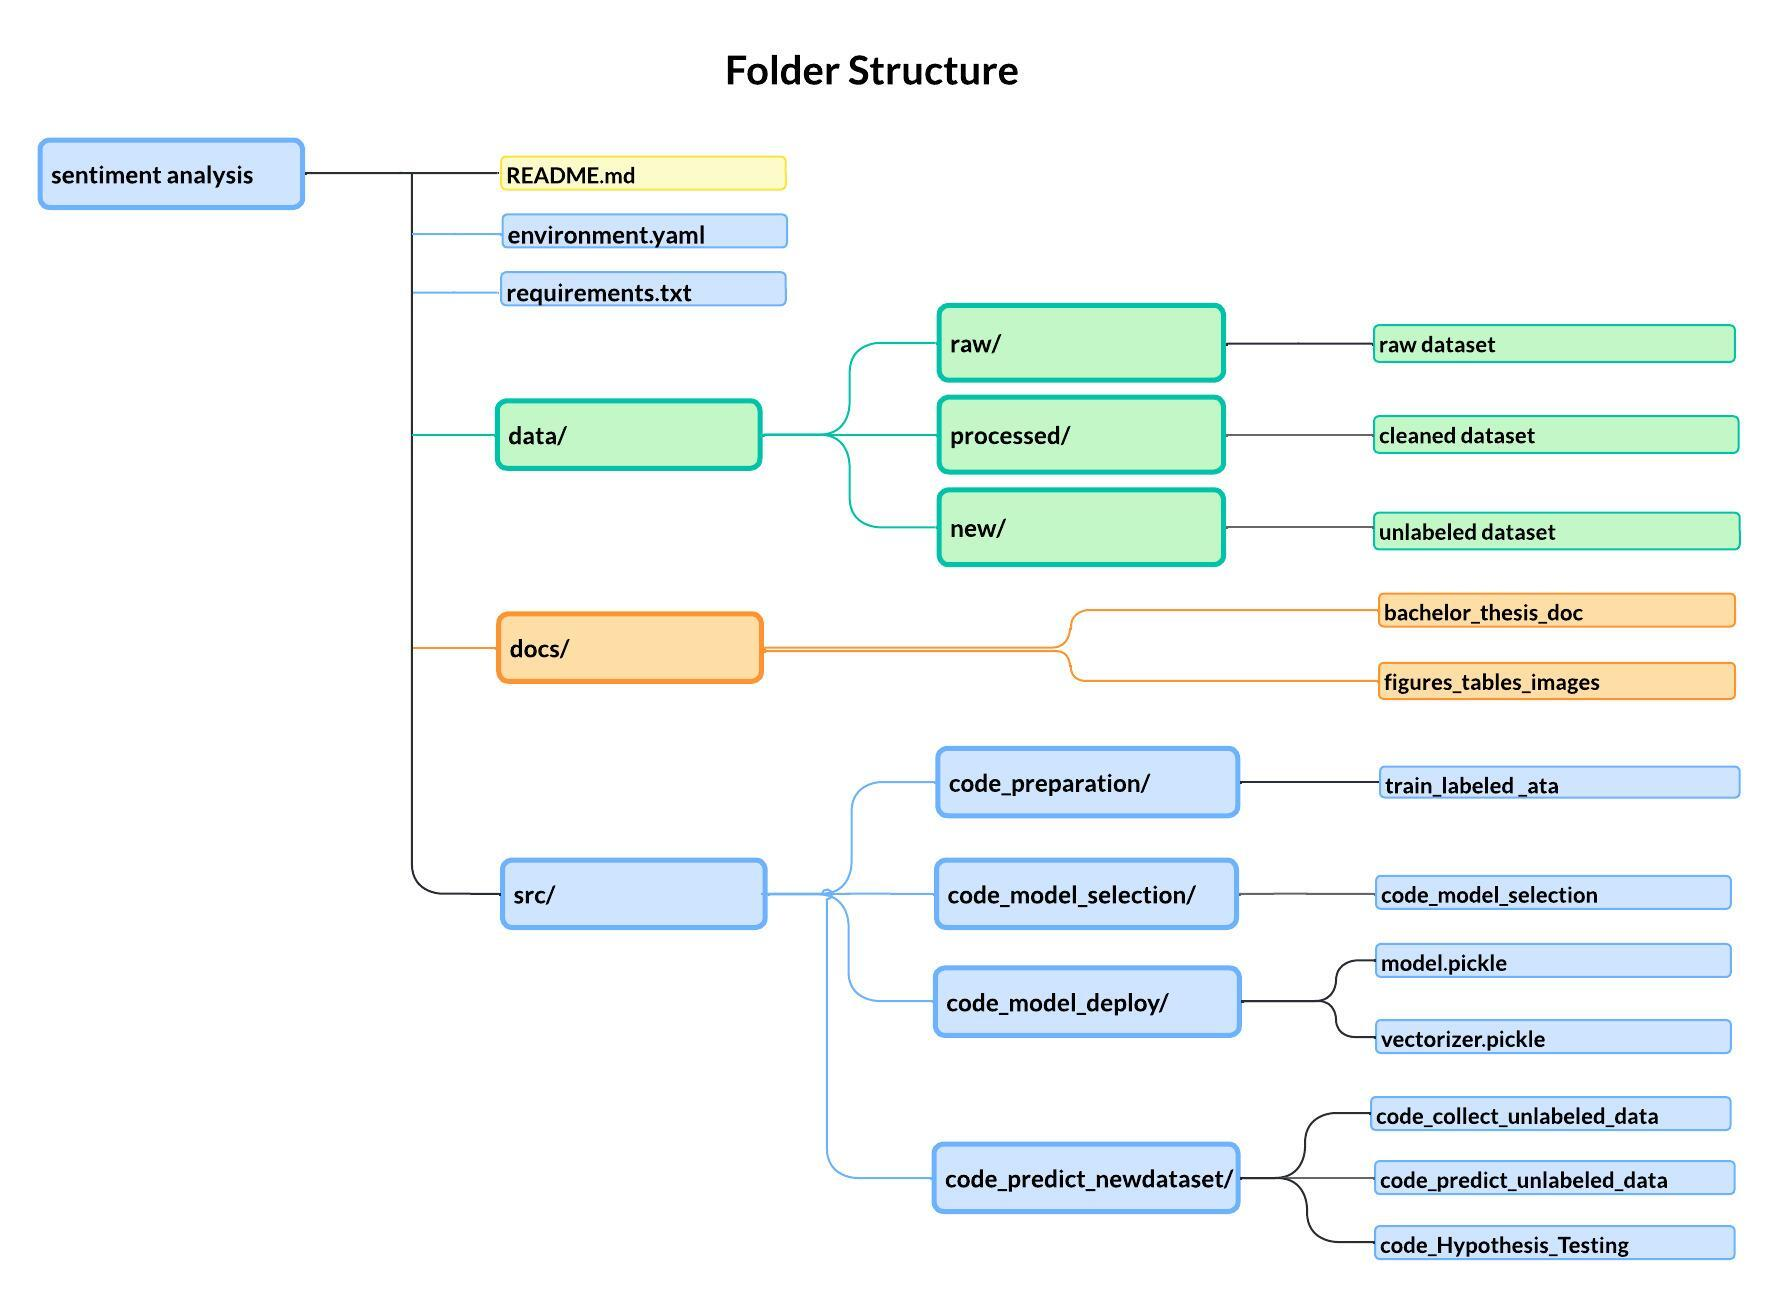 Folder Structure
sentiment analysis
README.md
environment.yaml
requirements.txt
data/
raw/
raw dataset
processed/
cleaned dataset
new/
unlabeled dataset
docs/
bachelor_thesis_doc
figures_tables_images
src/
code_preparation/
train_labeled _ata
code_model_selection/
code_model_selection
code_model_deploy/
model.pickle
vectorizer.pickle
code_predict_newdataset/
code_collect_unlabeled_data
code_predict_unlabeled_data
code_Hypothesis_Testing